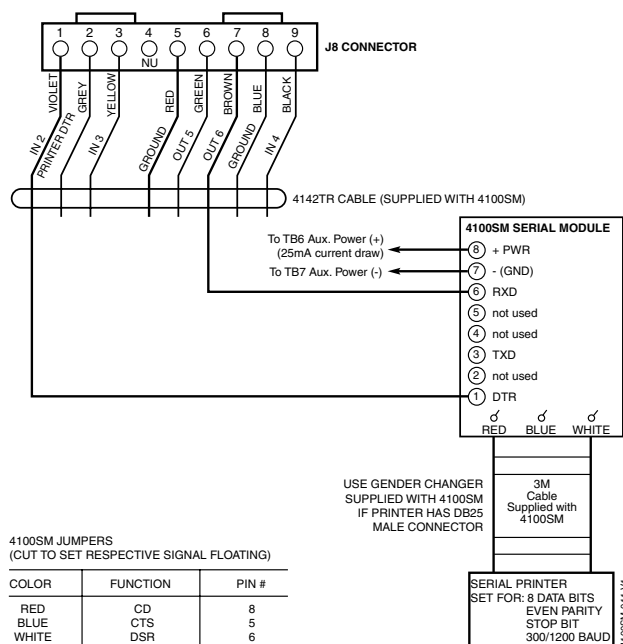 1 2 3 4 5 6 7 8 9
J8 CONNECTOR
NU
VIOLET
GREY
YELLOW
RED
GREEN
BROWN
BLUE
BLACK
IN 2
PRINTER DTR
IN 3
GROUND
OUT 5
OUT 6
GROUND
IN 4
4142TR CABLE (SUPPLIED WITH 4100SM)
4100SM SERIAL MODULE
To TB6 Aux. Power (+)
(25mA current draw)
To TB7 Aux. Power (-)
8 + PWR
7 - (GND)
6 RXD
5 not used
4 not used
3 TXD
2 not used
1 DTR
RED BLUE WHITE
USE GENDER CHANGER
SUPPLIED WITH 4100SM
IF PRINTER HAS DB25
MALE CONNECTOR
3M
Cable
Supplied with
4100SM
4100SM JUMPERS
(CUT TO SET RESPECTIVE SIGNAL FLOATING)
COLOR FUNCTION PIN #
RED CD 8
BLUE CTS 5
WHITE DSR 6
SERIAL PRINTER
SET FOR: 8 DATA BITS
EVEN PARITY
STOP BIT
300/1200 BAUD